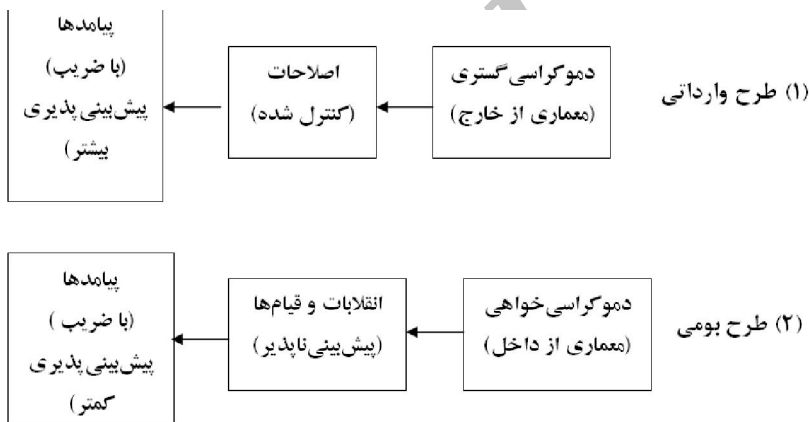 (۱) طرح وارداتی
دموکراسی‌گستری
(معماری از خارج)
اصلاحات
(کنترل شده)
پیامدها
(با ضریب)
پیش‌بینی‌پذیری
بیشتر)
(۲) طرح بومی
دموکراسی‌خواهی
(معماری از داخل)
انقلابات و قیام‌ها
(پیش‌بینی‌ناپذیر)
پیامدها
(با ضریب )
پیش‌بینی‌پذیری
کمتر)